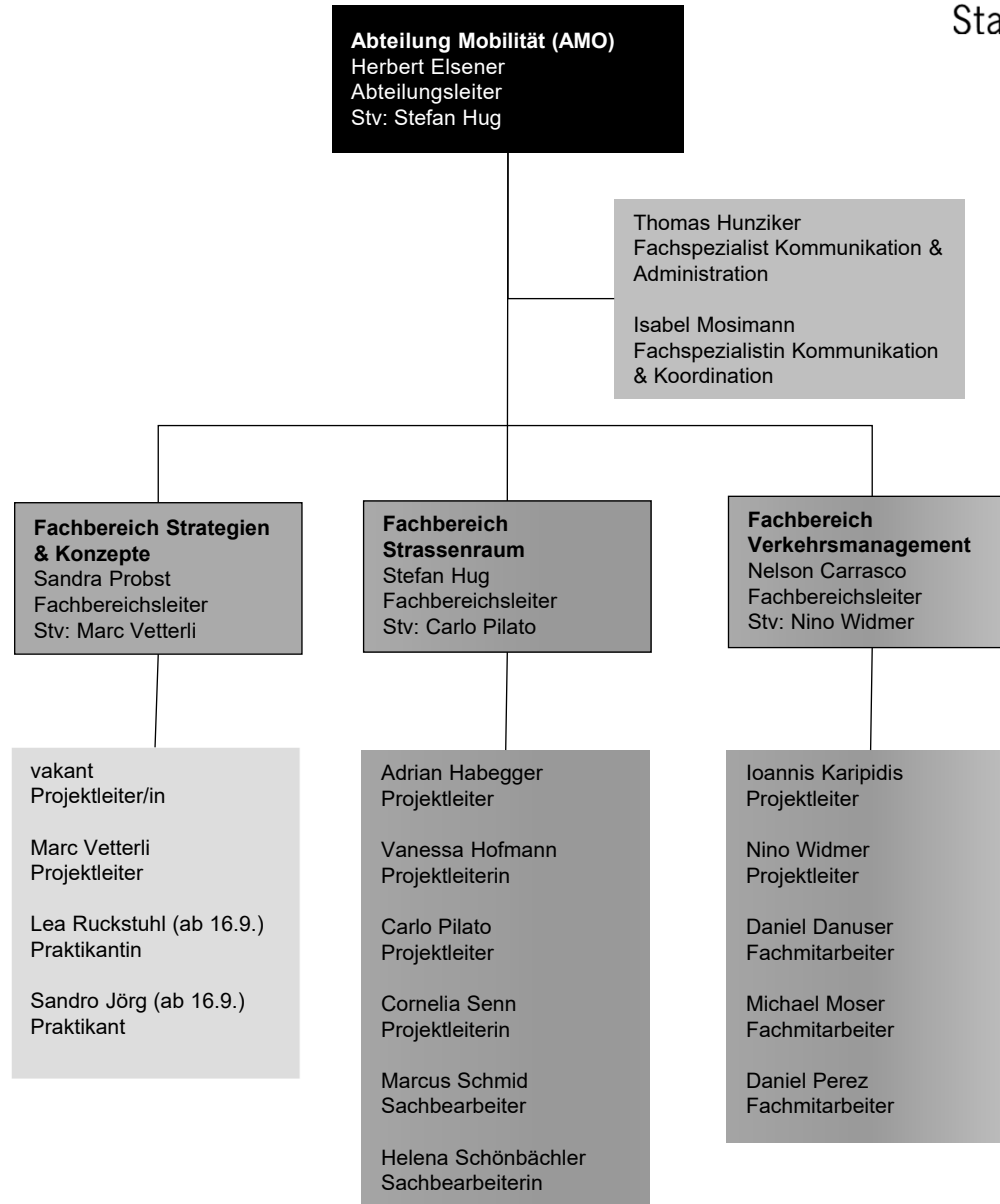 Sta
Abteilung Mobilität (AMO)
Herbert Elsener
Abteilungsleiter
Stv: Stefan Hug
Thomas Hunziker
Fachspezialist Kommunikation &
Administration
Isabel Mosimann
Fachspezialistin Kommunikation
& Koordination
Fachbereich Strategien
& Konzepte
Sandra Probst
Fachbereichsleiter
Stv: Marc Vetterli
Fachbereich
Strassenraum
Stefan Hug
Fachbereichsleiter
Stv: Carlo Pilato
Fachbereich
Verkehrsmanagement
Nelson Carrasco
Fachbereichsleiter
Stv: Nino Widmer
vakant
Projektleiter/in
Marc Vetterli
Projektleiter
Lea Ruckstuhl (ab 16.9.)
Praktikantin
Sandro Jörg (ab 16.9.)
Praktikant
Adrian Habegger
Projektleiter
Vanessa Hofmann
Projektleiterin
Carlo Pilato
Projektleiter
Cornelia Senn
Projektleiterin
Marcus Schmid
Sachbearbeiter
Helena Schönbächler
Sachbearbeiterin
Ioannis Karipidis
Projektleiter
Nino Widmer
Projektleiter
Daniel Danuser
Fachmitarbeiter
Michael Moser
Fachmitarbeiter
Daniel Perez
Fachmitarbeiter